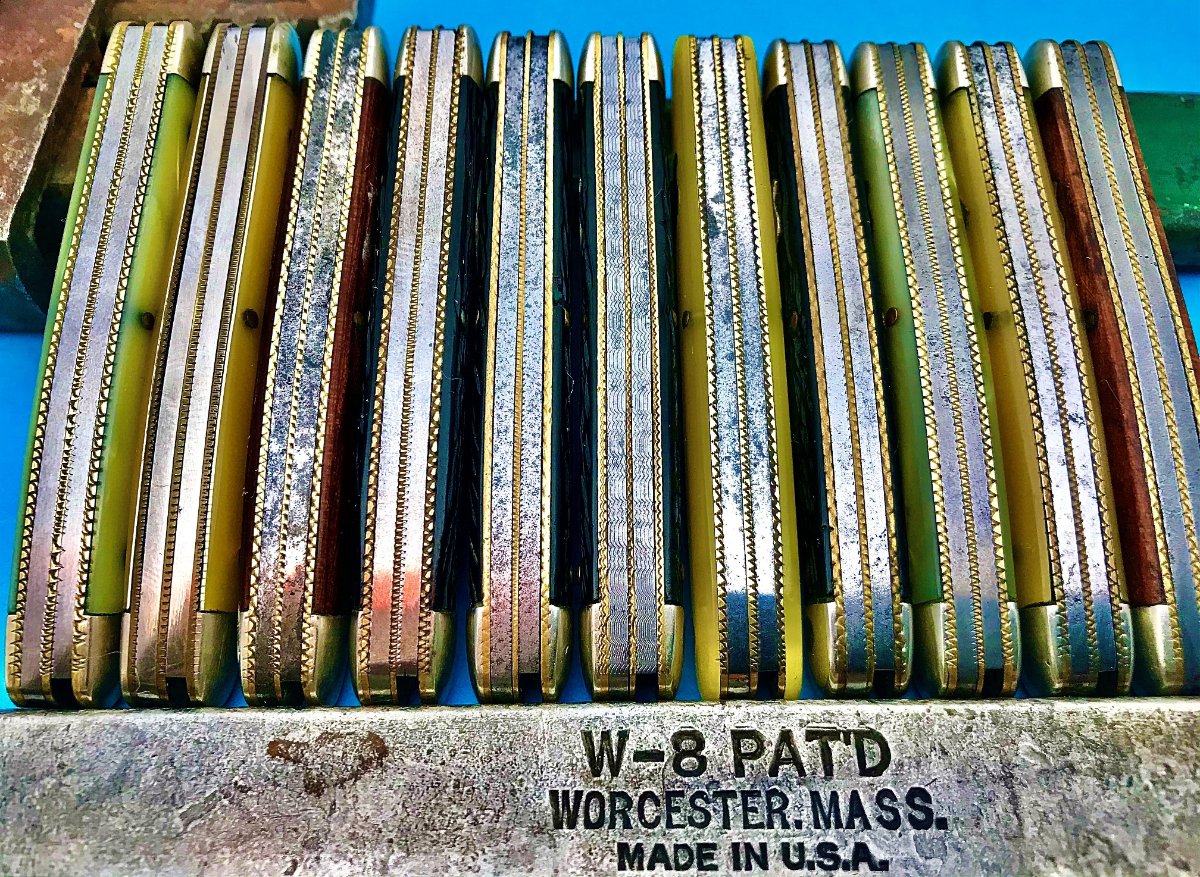 W-8 PAT'D
WORCESTER. MASS.
MADE IN U.S.A.